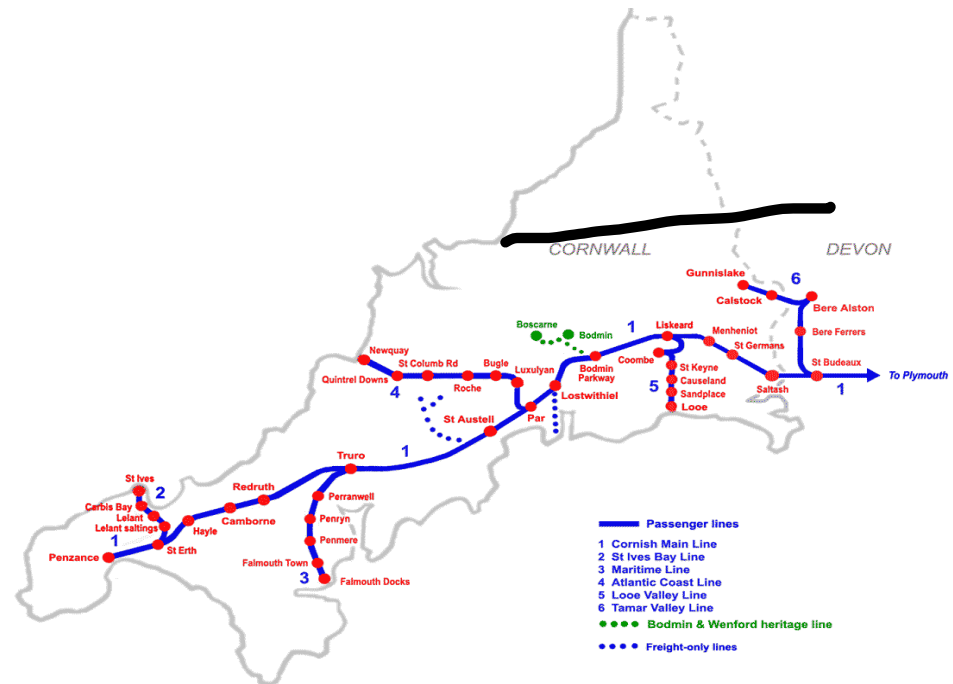 CORNWALL
DEVON
Gunnislake
6
Calstock
Bere Alston
Bere Ferrers
Boscarne
Bodmin
1
Liskeard
Menheniot
St Germans
St Budeaux
Newquay
St Columb Rd
Bugle
Luxulyan
Bodmin
Parkway
Coombe
St Keyne
Causeland
Sandplace
Looe
5
Saltash
1
To Plymouth
Quintrel Downs
4
Roche
Lostwithiel
St Austell
Par
1
Truro
St Ives
2
Carbis Bay
Lelant
Lelant saltings
Redruth
Camborne
Hayle
Perranwell
Penryn
Penmere
1
Penzance
St Erth
Falmouth Town
3
Falmouth Docks
Passenger lines
1 Cornish Main Line
2 St Ives Bay Line
3 Maritime Line
4 Atlantic Coast Line
5 Looe Valley Line
6 Tamar Valley Line
Bodmin & Wenford heritage line
Freight-only lines